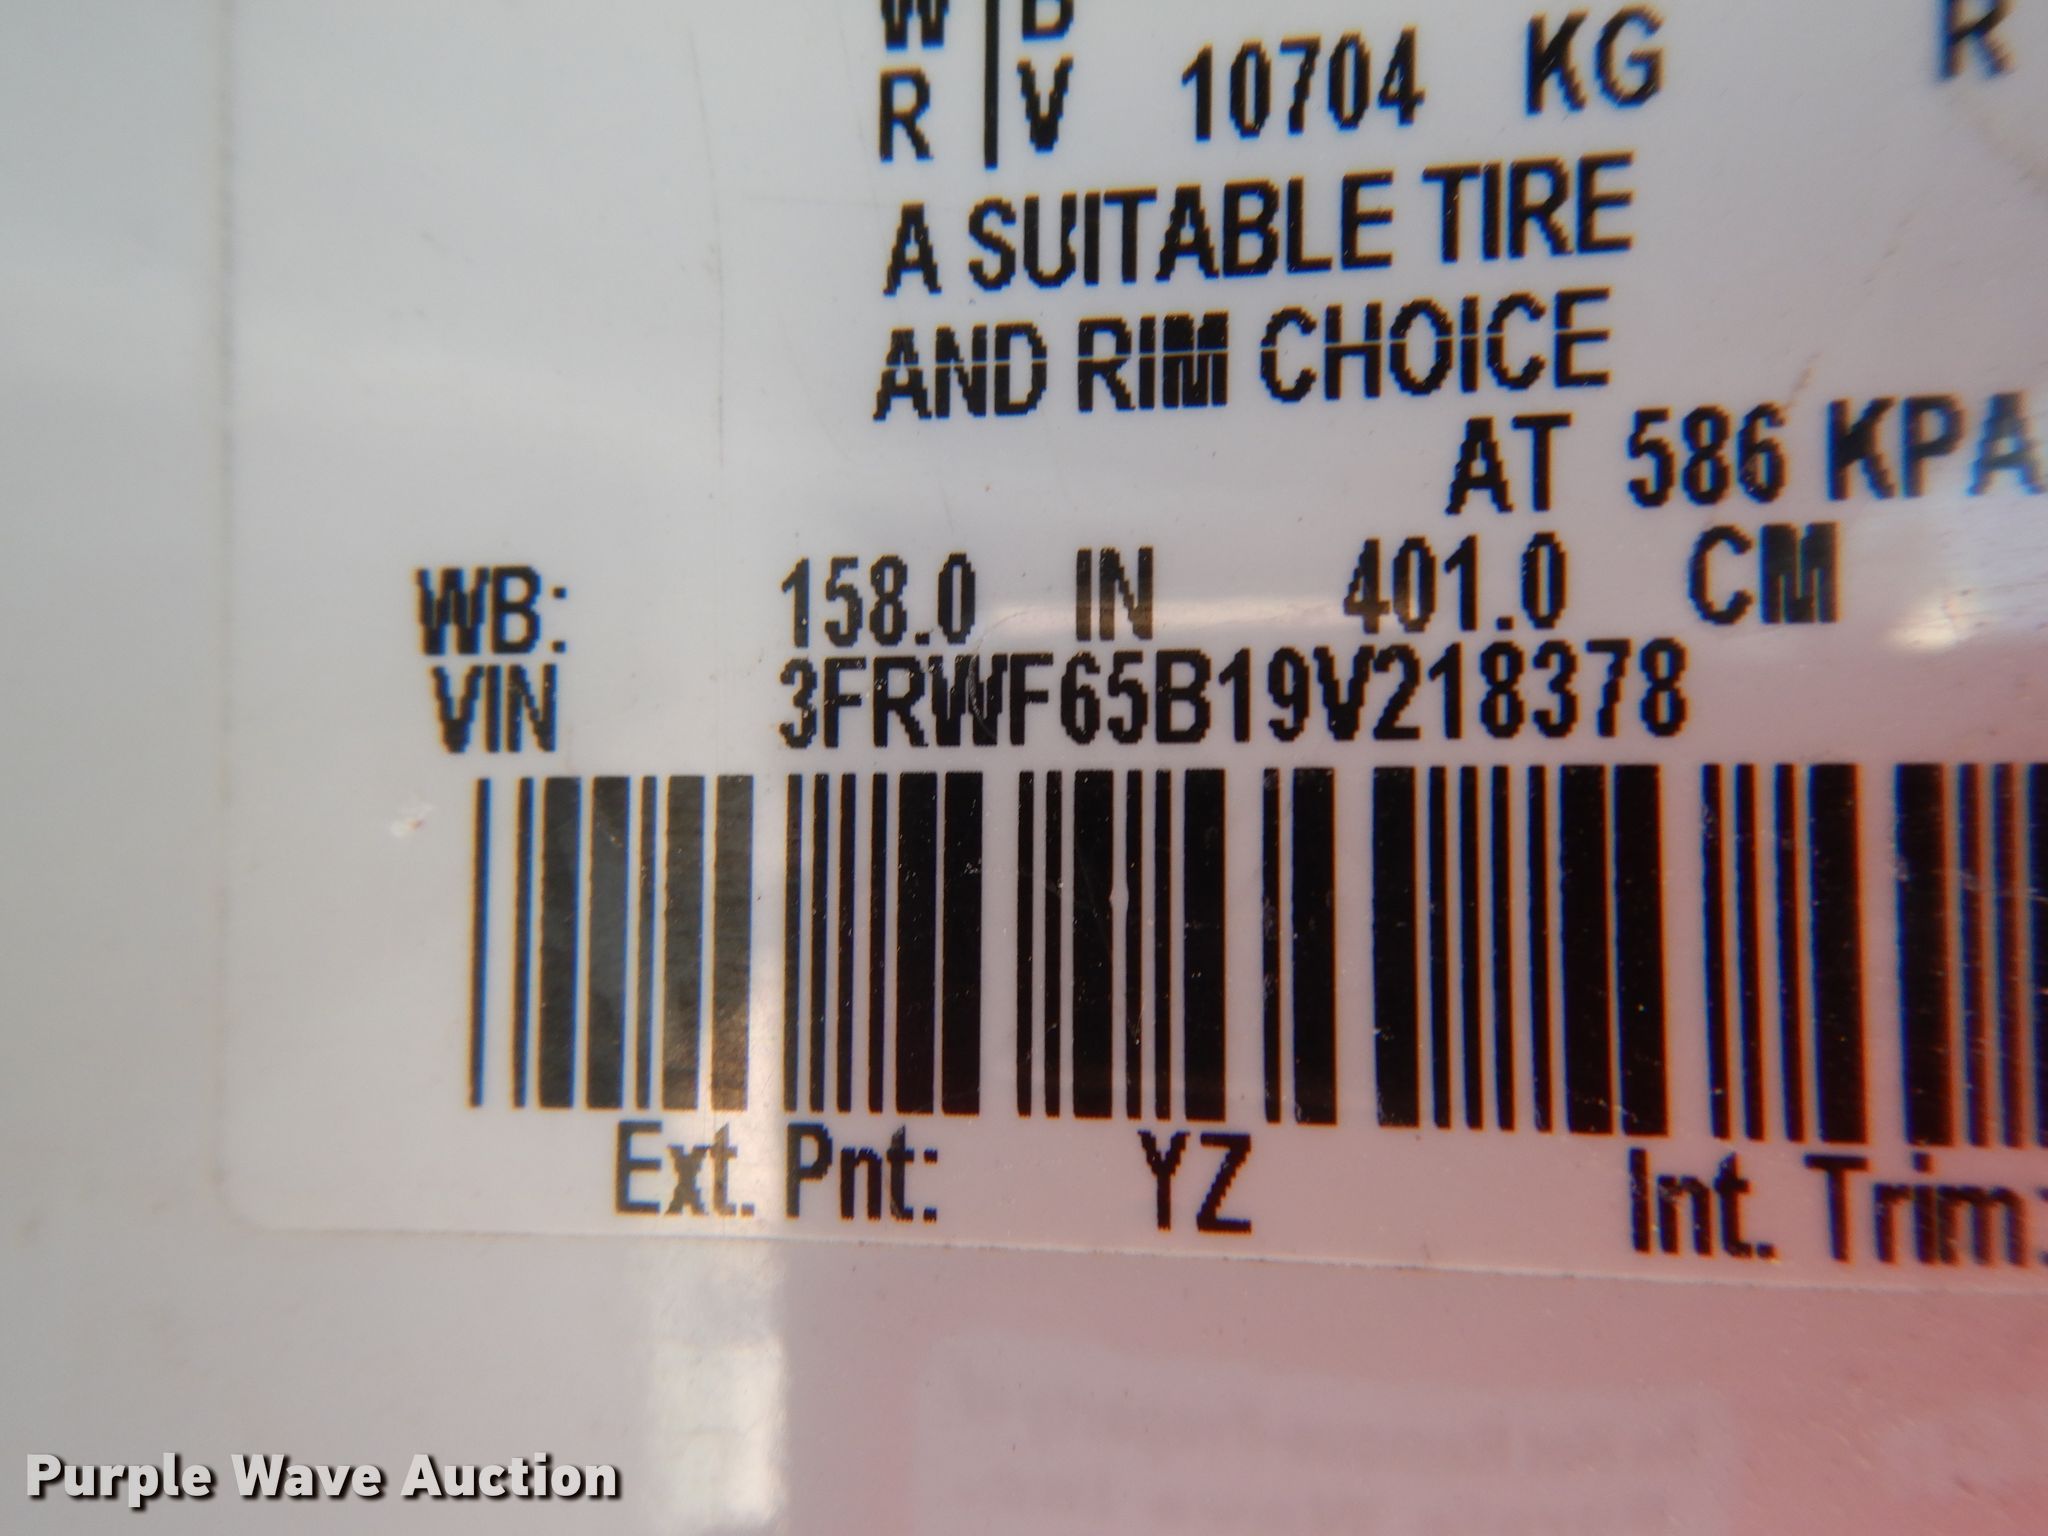 W B R
R V 10704 KG
A SUITABLE TIRE
AND RIM CHOICE
AT 586 KPA
WB: 158.0 IN 401.0 CM
VIN 3FRWF65B19V218378
Ext. Pnt: YZ Int. Trim:
Purple Wave Auction